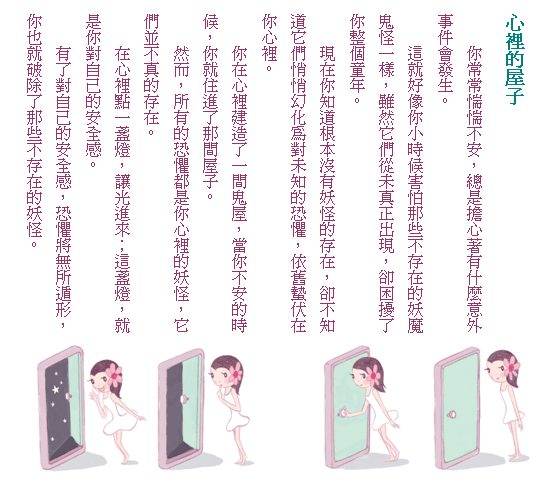 心裡的屋子
你常常惴惴不安，總是擔心著有什麼意外
事件會發生。
這就好像你小時候害怕那些不存在的妖魔
鬼怪一樣，雖然它們從未真正出現，卻困擾了
你整個童年。
現在你知道根本沒有妖怪的存在，卻不知
道它們悄悄幻化為對未知的恐懼，依舊蟄伏在
你心裡。
你在心裡建造了一間鬼屋，當你不安的時
候，你就住進了那間屋子。
然而，所有的恐懼都是你心裡的妖怪，它
們並不真的存在。
在心裡點一盞燈，讓光進來；這盞燈，就
是你對自己的安全感。
有了對自己的安全感，恐懼將無所遁形，
你也就破除了那些不存在的妖怪。